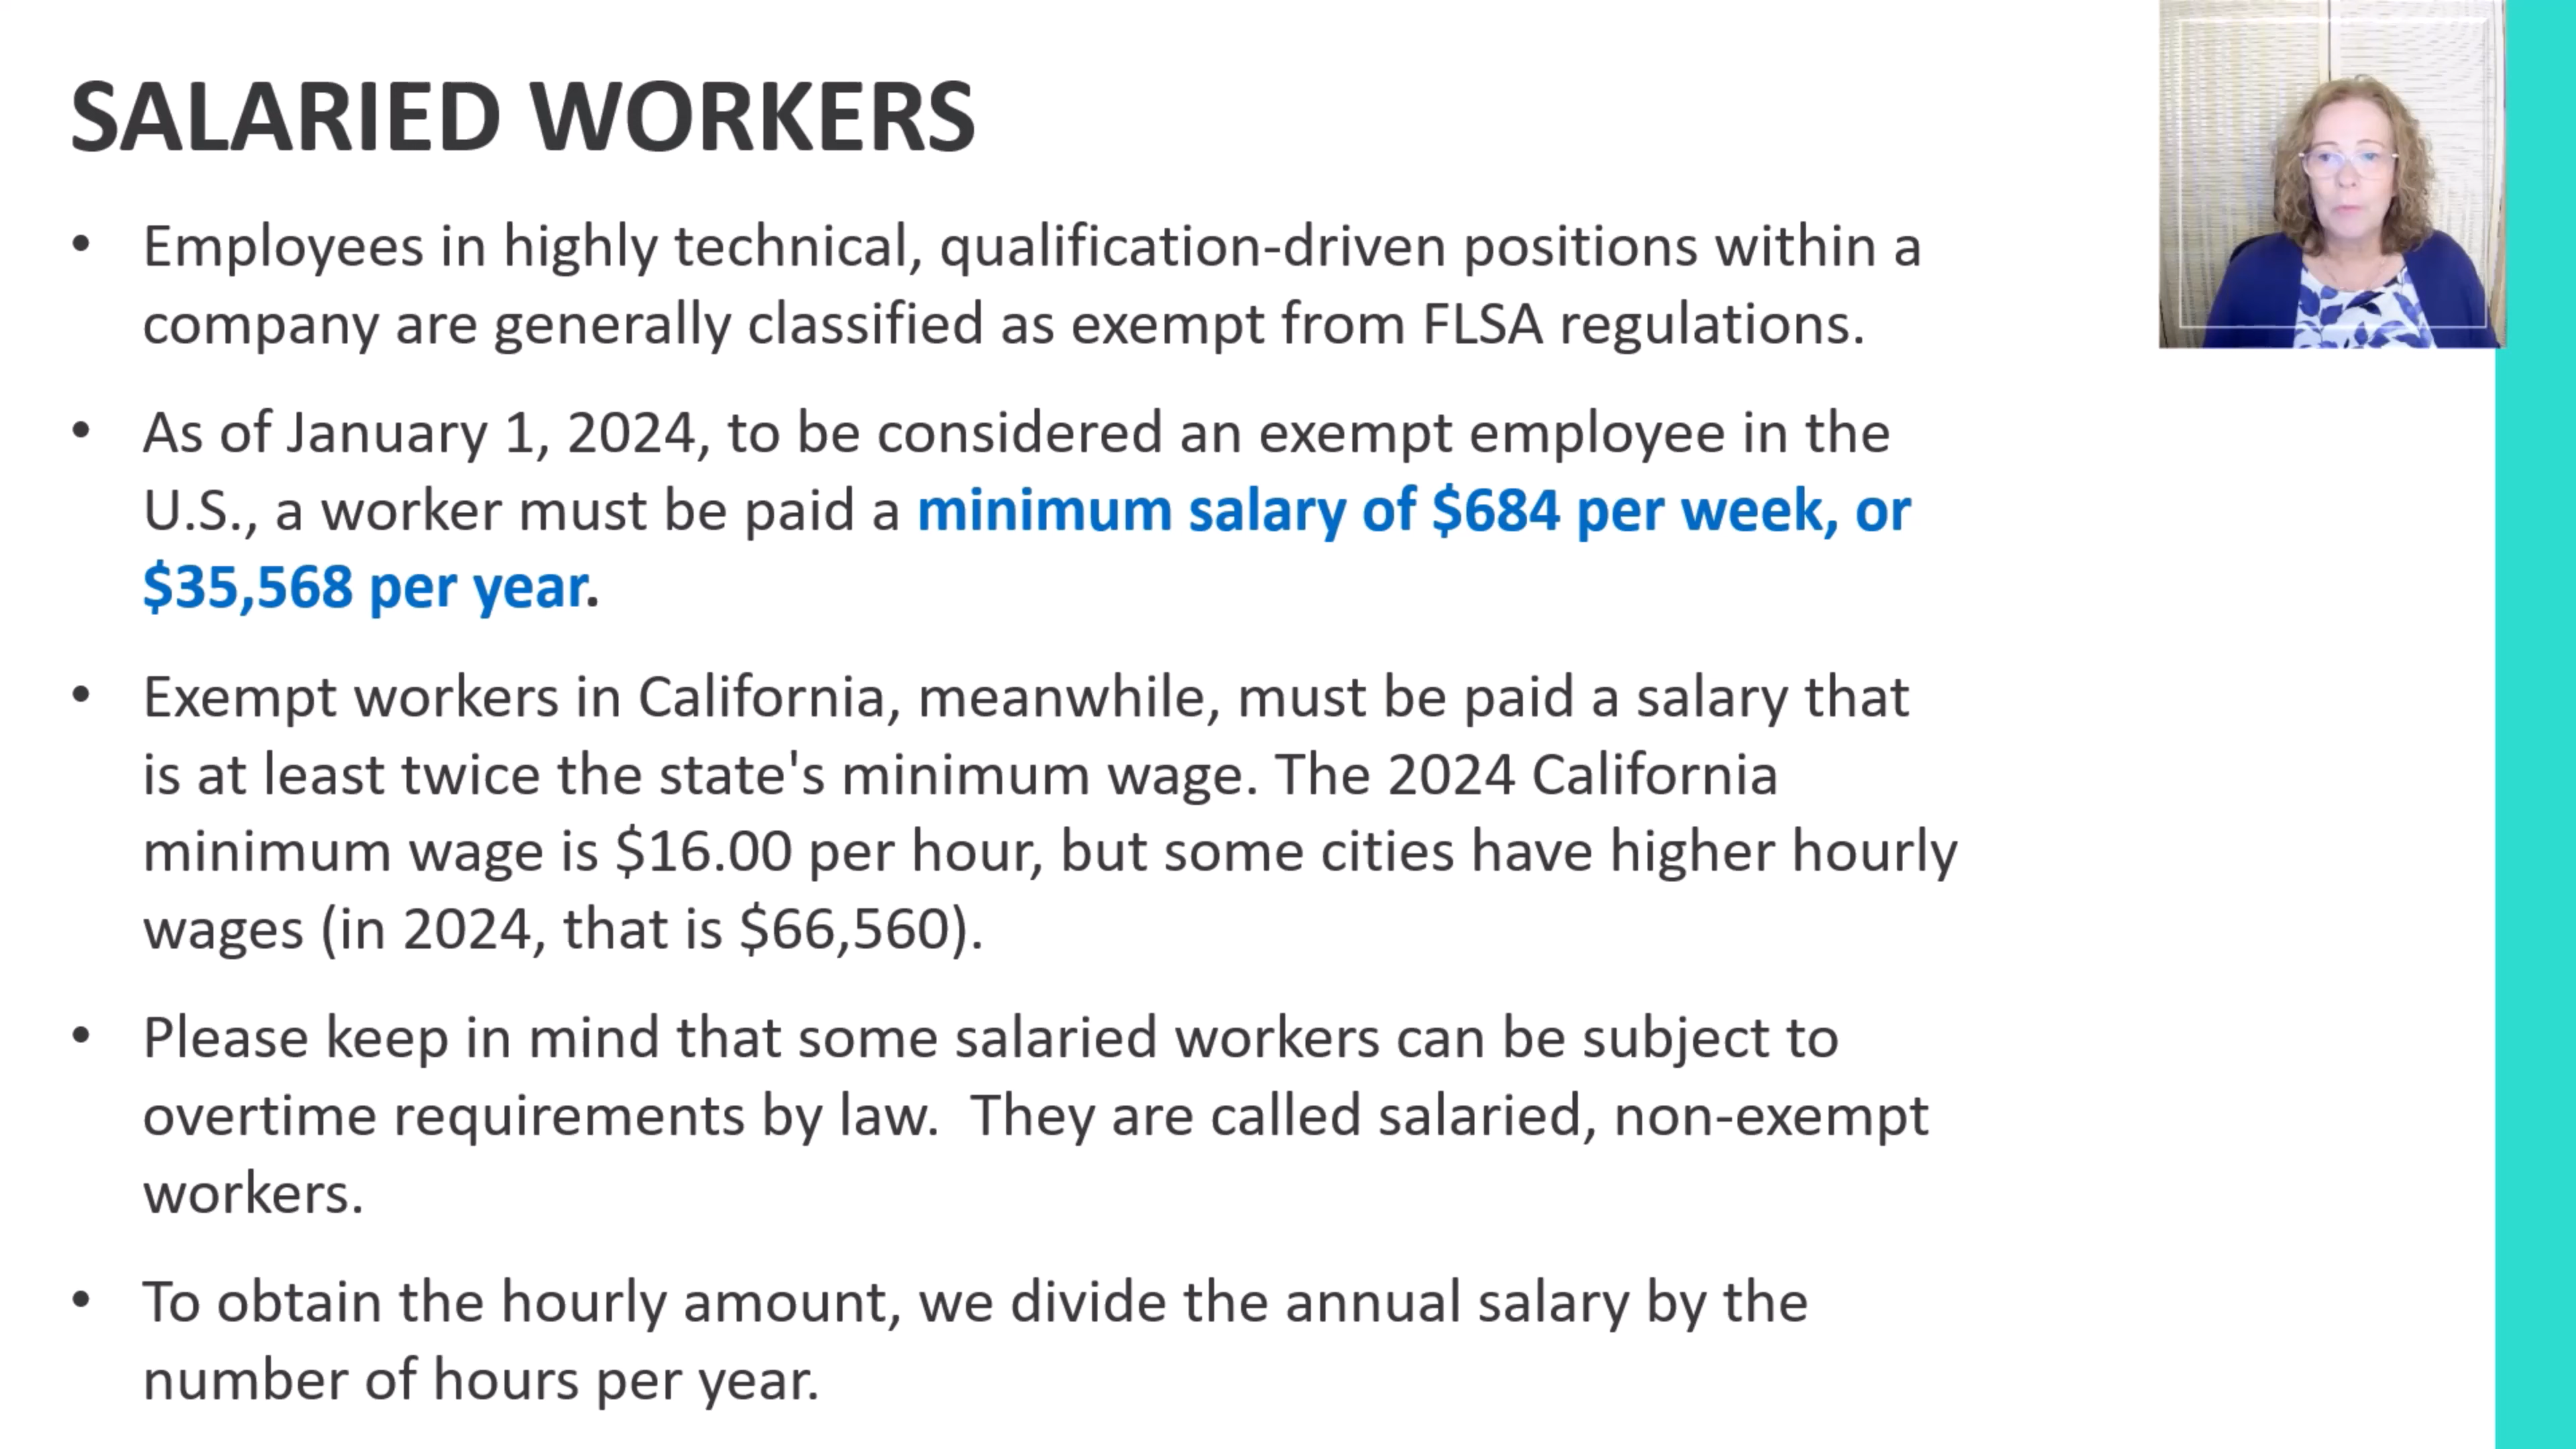 SALARIED WORKERS
• Employees in highly technical, qualification-driven positions within a
company are generally classified as exempt from FLSA regulations.
• As of January 1, 2024, to be considered an exempt employee in the
U.S., a worker must be paid a minimum salary of $684 per week, or
$35,568 per year.
• Exempt workers in California, meanwhile, must be paid a salary that
is at least twice the state's minimum wage. The 2024 California
minimum wage is $16.00 per hour, but some cities have higher hourly
wages (in 2024, that is $66,560).
• Please keep in mind that some salaried workers can be subject to
overtime requirements by law.  They are called salaried, non-exempt
workers.
• To obtain the hourly amount, we divide the annual salary by the
number of hours per year.